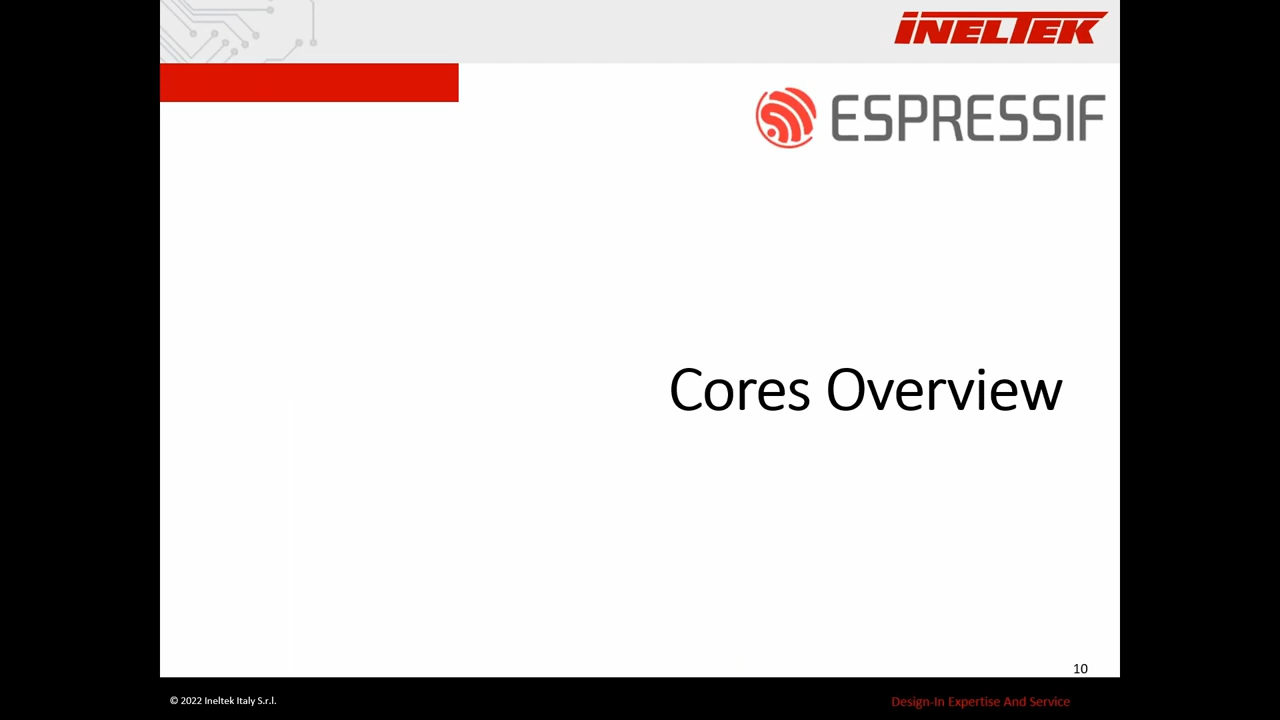 INELTEK
ESPRESSIF
Cores Overview
10
© 2022 Ineltek Italy S.r.l.
Design-In Expertise And Service